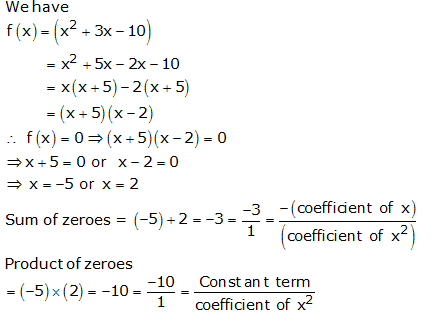 We have
f(x) = (x² + 3x − 10)
= x² + 5x − 2x − 10
= x(x + 5) − 2(x + 5)
= (x + 5)(x − 2)
∴ f(x) = 0 ⇒ (x + 5)(x − 2) = 0
⇒ x + 5 = 0 or x − 2 = 0
⇒ x = −5 or x = 2
Sum of zeroes = (−5) + 2 = −3 = −3/1 = −(coefficient of x)/(coefficient of x²)
Product of zeroes
= (−5) × (2) = −10 = −10/1 = Constant term/coefficient of x²